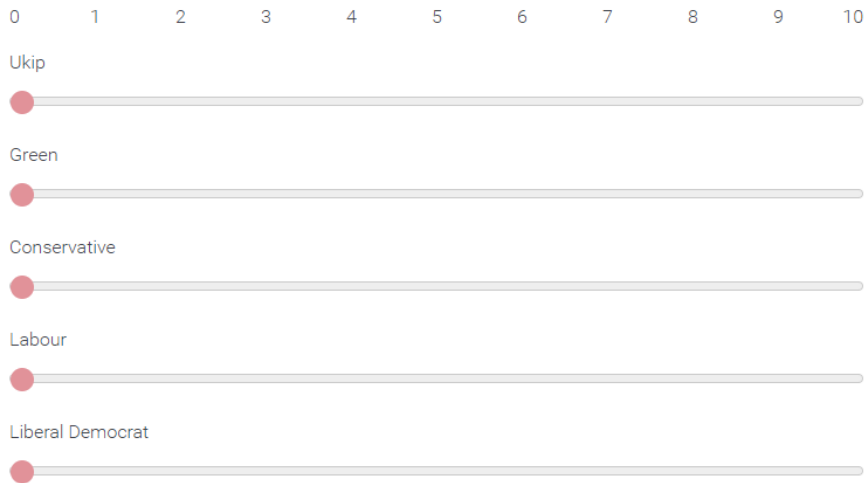 0 1 2 3 4 5 6 7 8 9 10
Ukip
Green
Conservative
Labour
Liberal Democrat